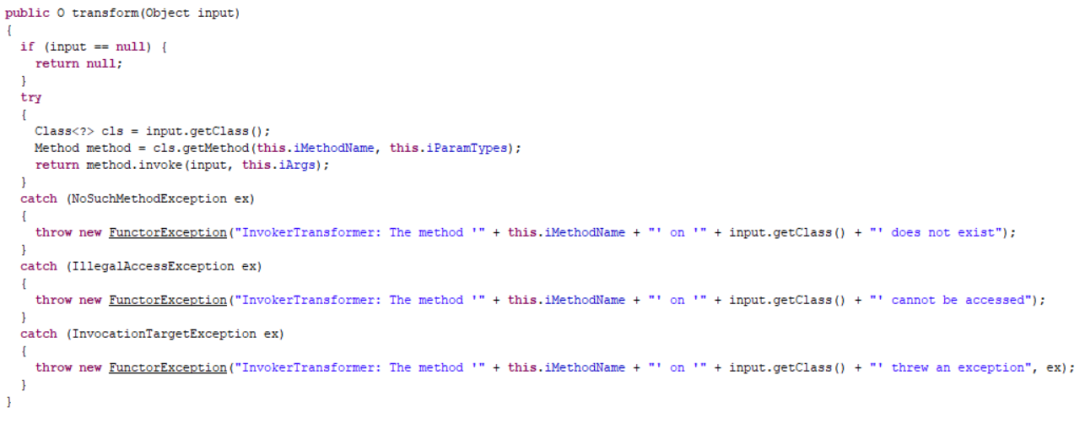 public O transform(Object input)
{
  if (input == null) {
    return null;
  }
  try
  {
    Class<?> cls = input.getClass();
    Method method = cls.getMethod(this.iMethodName, this.iParamTypes);
    return method.invoke(input, this.iArgs);
  }
  catch (NoSuchMethodException ex)
  {
    throw new FunctorException("InvokerTransformer: The method '" + this.iMethodName + "' on '" + input.getClass() + "' does not exist");
  }
  catch (IllegalAccessException ex)
  {
    throw new FunctorException("InvokerTransformer: The method '" + this.iMethodName + "' on '" + input.getClass() + "' cannot be accessed");
  }
  catch (InvocationTargetException ex)
  {
    throw new FunctorException("InvokerTransformer: The method '" + this.iMethodName + "' on '" + input.getClass() + "' threw an exception", ex);
  }
}